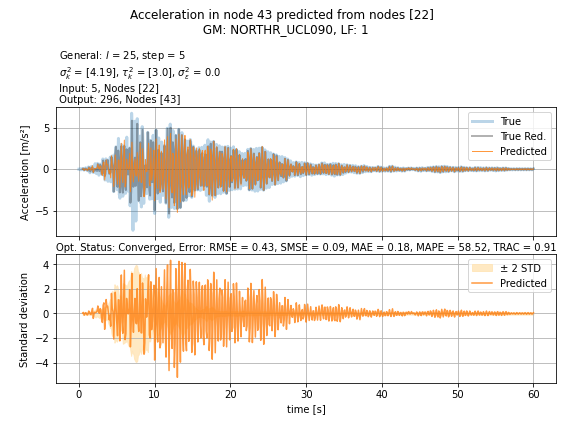 Acceleration in node 43 predicted from nodes [22]
GM: NORTHR_UCL090, LF: 1
General: l = 25, step = 5
σ²ₖ = [4.19], τ²ₖ = [3.0], σ²ε = 0.0
Input: 5, Nodes [22]
Output: 296, Nodes [43]
True
True Red.
Predicted
5
0
−5
Acceleration [m/s²]
Opt. Status: Converged, Error: RMSE = 0.43, SMSE = 0.09, MAE = 0.18, MAPE = 58.52, TRAC = 0.91
± 2 STD
Predicted
4
2
0
−2
−4
Standard deviation
0 10 20 30 40 50 60
time [s]